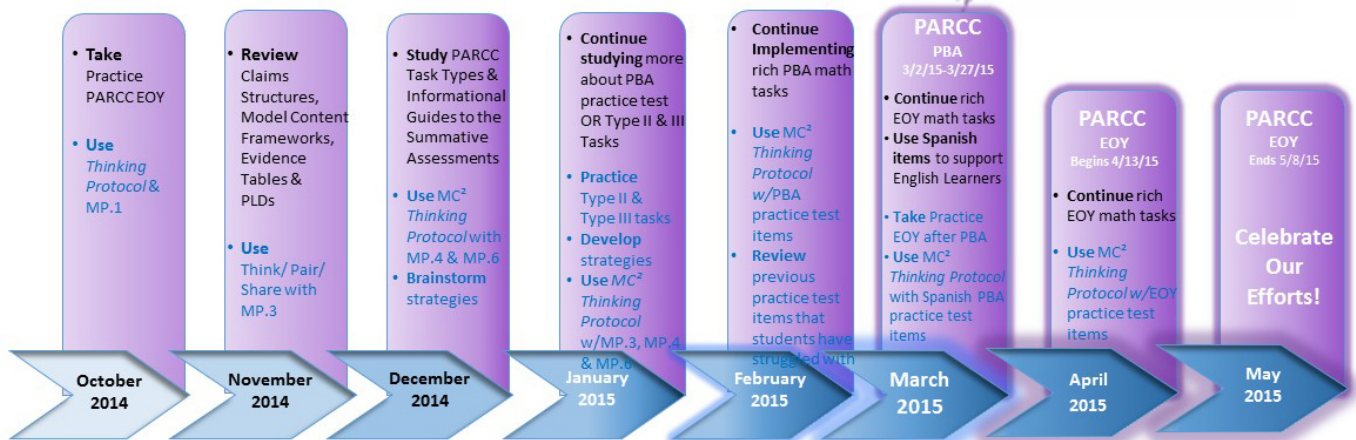 • Take
Practice
PARCC EOY
• Use
Thinking
Protocol &
MP.1
October
2014
• Review
Claims
Structures,
Model Content
Frameworks,
Evidence
Tables &
PLDs
• Use
Think/ Pair/
Share with
MP.3
November
2014
• Study PARCC
Task Types &
Informational
Guides to the
Summative
Assessments
• Use MC²
Thinking
Protocol with
MP.4 & MP.6
• Brainstorm
strategies
December
2014
• Continue
studying more
about PBA
practice test
OR Type II & III
Tasks
• Practice
Type II &
Type III tasks
• Develop
strategies
• Use MC²
Thinking
Protocol
w/MP.3, MP.4
& MP.6
January
2015
• Continue
Implementing
rich PBA math
tasks
• Use MC²
Thinking
Protocol
w/PBA
practice test
items
• Review
previous
practice test
items that
students have
struggled with
February
2015
PARCC
PBA
3/2/15-3/27/15
• Continue rich
EOY math tasks
• Use Spanish
items to support
English Learners
• Take Practice
EOY after PBA
• Use MC²
Thinking Protocol
with Spanish PBA
practice test
items
March
2015
PARCC
EOY
Begins 4/13/15
• Continue rich
EOY math tasks
• Use MC²
Thinking
Protocol w/EOY
practice test
items
April
2015
PARCC
EOY
Ends 5/8/15
Celebrate
Our
Efforts!
May
2015